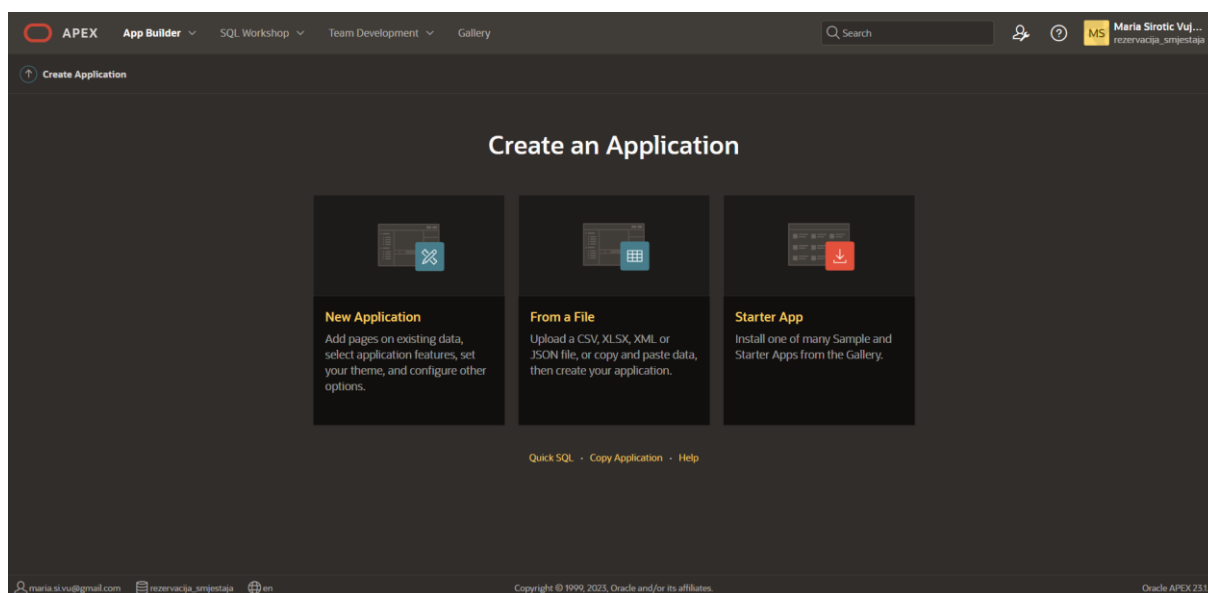 APEX App Builder SQL Workshop Team Development Gallery Search MS Maria Sirotic Vuj...
rezervacija_smjestaja
Create Application
Create an Application
New Application
Add pages on existing data,
select application features, set
your theme, and configure other
options.
From a File
Upload a CSV, XLSX, XML or
JSON file, or copy and paste data,
then create your application.
Starter App
Install one of many Sample and
Starter Apps from the Gallery.
Quick SQL · Copy Application · Help
maria.si.vu@gmail.com rezervacija_smjestaja en Copyright © 1999, 2023, Oracle and/or its affiliates. Oracle APEX 23.1